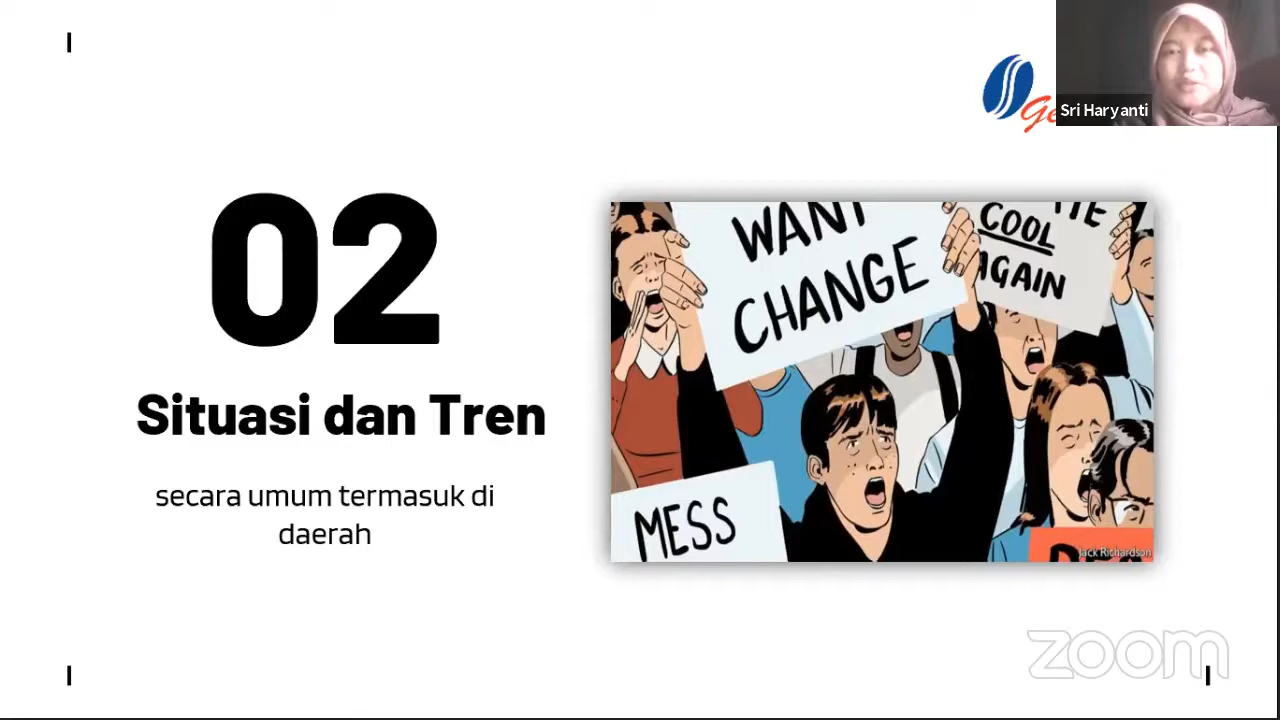 Sri Haryanti
02
Situasi dan Tren
secara umum termasuk di
daerah
WANT
CHANGE
COOL
AGAIN
MESS
Jack Richardson
zoom